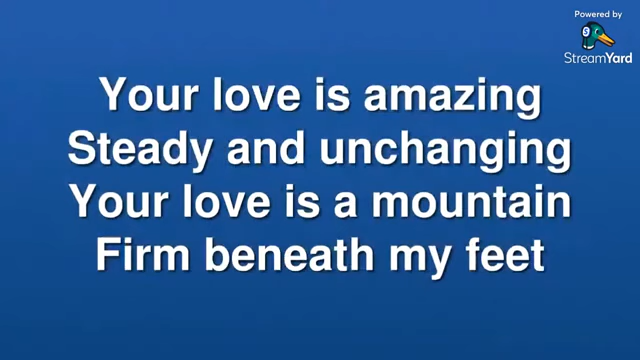 Powered by
StreamYard
Your love is amazing
Steady and unchanging
Your love is a mountain
Firm beneath my feet